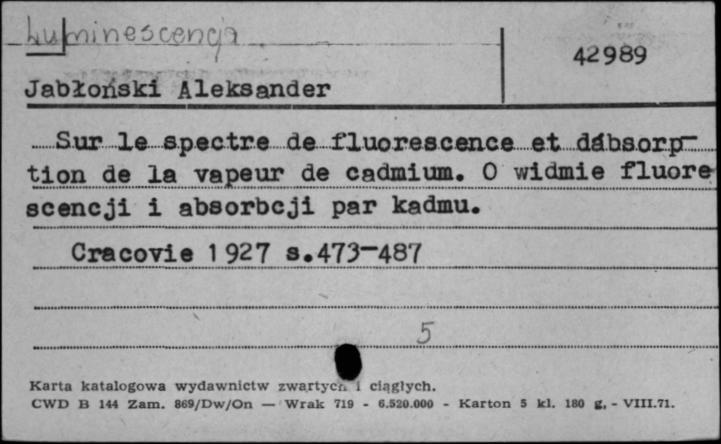 Luminescencja
42989
Jabłoński Aleksander
Sur le spectre de fluorescence et dábsorp-
tion de la vapeur de cadmium. O widmie fluore
scencji i absorbcji par kadmu.
Cracovie 1927 s.473-487
5
Karta katalogowa wydawnictw zwartych i ciągłych.
CWD B 144 Zam. 869/Dw/On — Wrak 719 - 6.520.000 - Karton 5 kl. 180 g. - VIII.71.